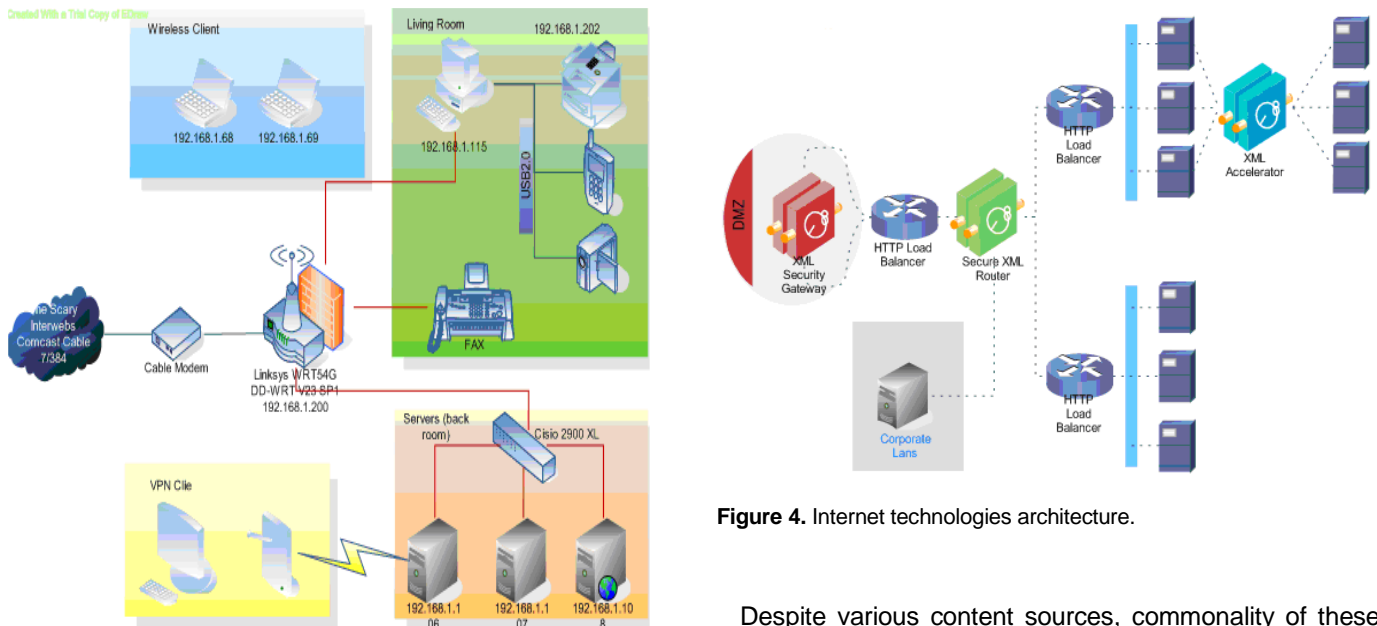 Created With a Trial Copy of
Wireless Client
192.168.1.68
192.168.1.69
Living Room
192.168.1.202
192.168.1.115
USB2.0
FAX
he Scary
Interwebs
Comcast Cable
7/384
Cable Modem
Linksys WRT54G
DD-WRT V23 SP1
192.168.1.200
Servers (back
room)
Cisio 2900 XL
VPN Clie
192.168.1.1
06
192.168.1.1
07
192.168.1.10
8
DMZ
XML
Security
Gateway
HTTP Load
Balancer
Secure XML
Router
HTTP
Load
Balancer
XML
Accelerator
HTTP
Load
Balancer
Corporate
Lans
Figure 4. Internet technologies architecture.
Despite various content sources, commonality of these